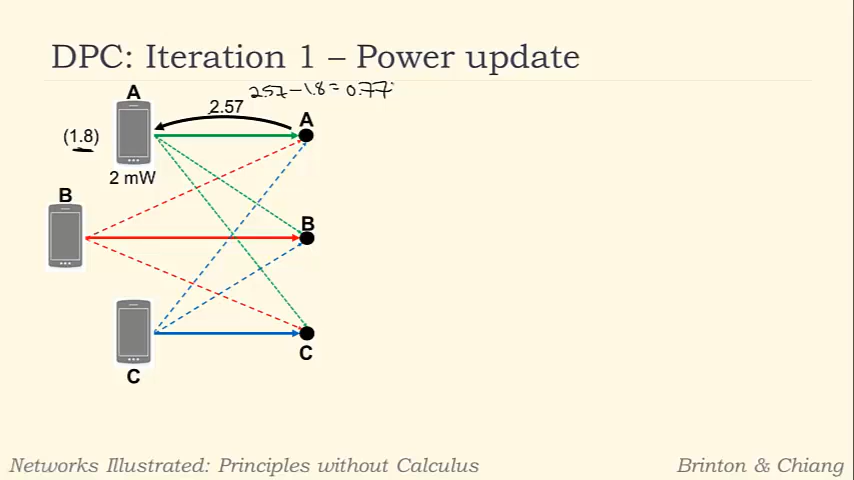 DPC: Iteration 1 – Power update
2.57 - 1.8 = 0.77
A
2.57
A
(1.8)
2 mW
B
B
C
C
Networks Illustrated: Principles without Calculus
Brinton & Chiang